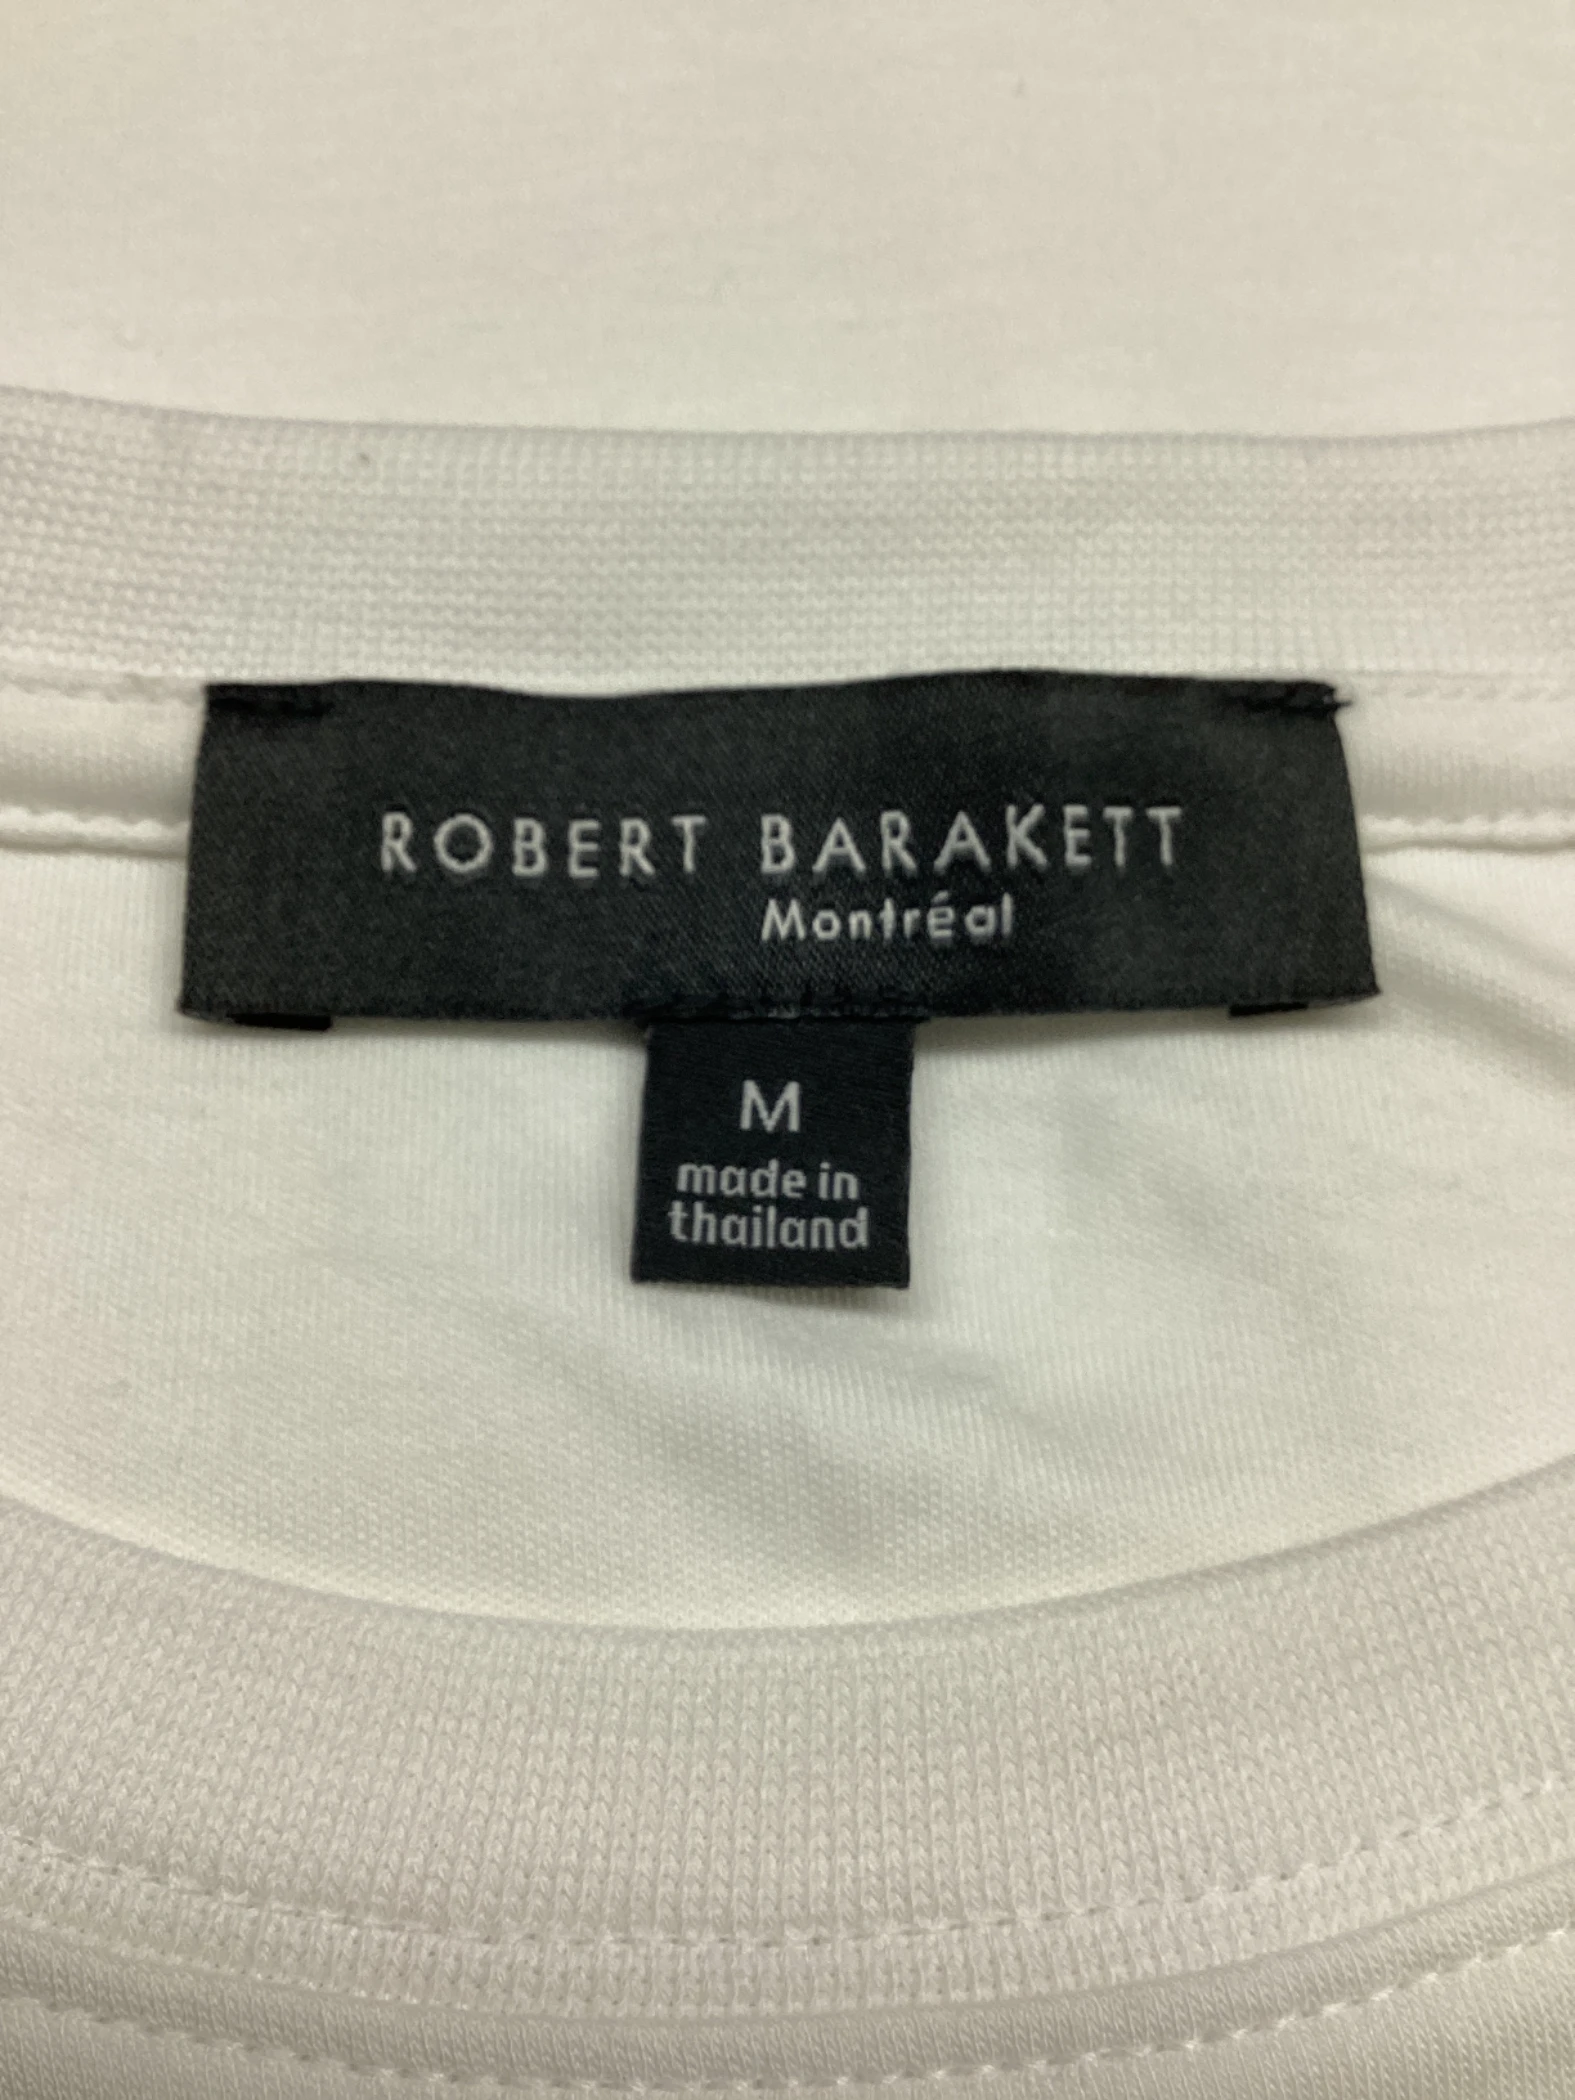 ROBERT BARAKETT
Montréal
M
made in
thailand